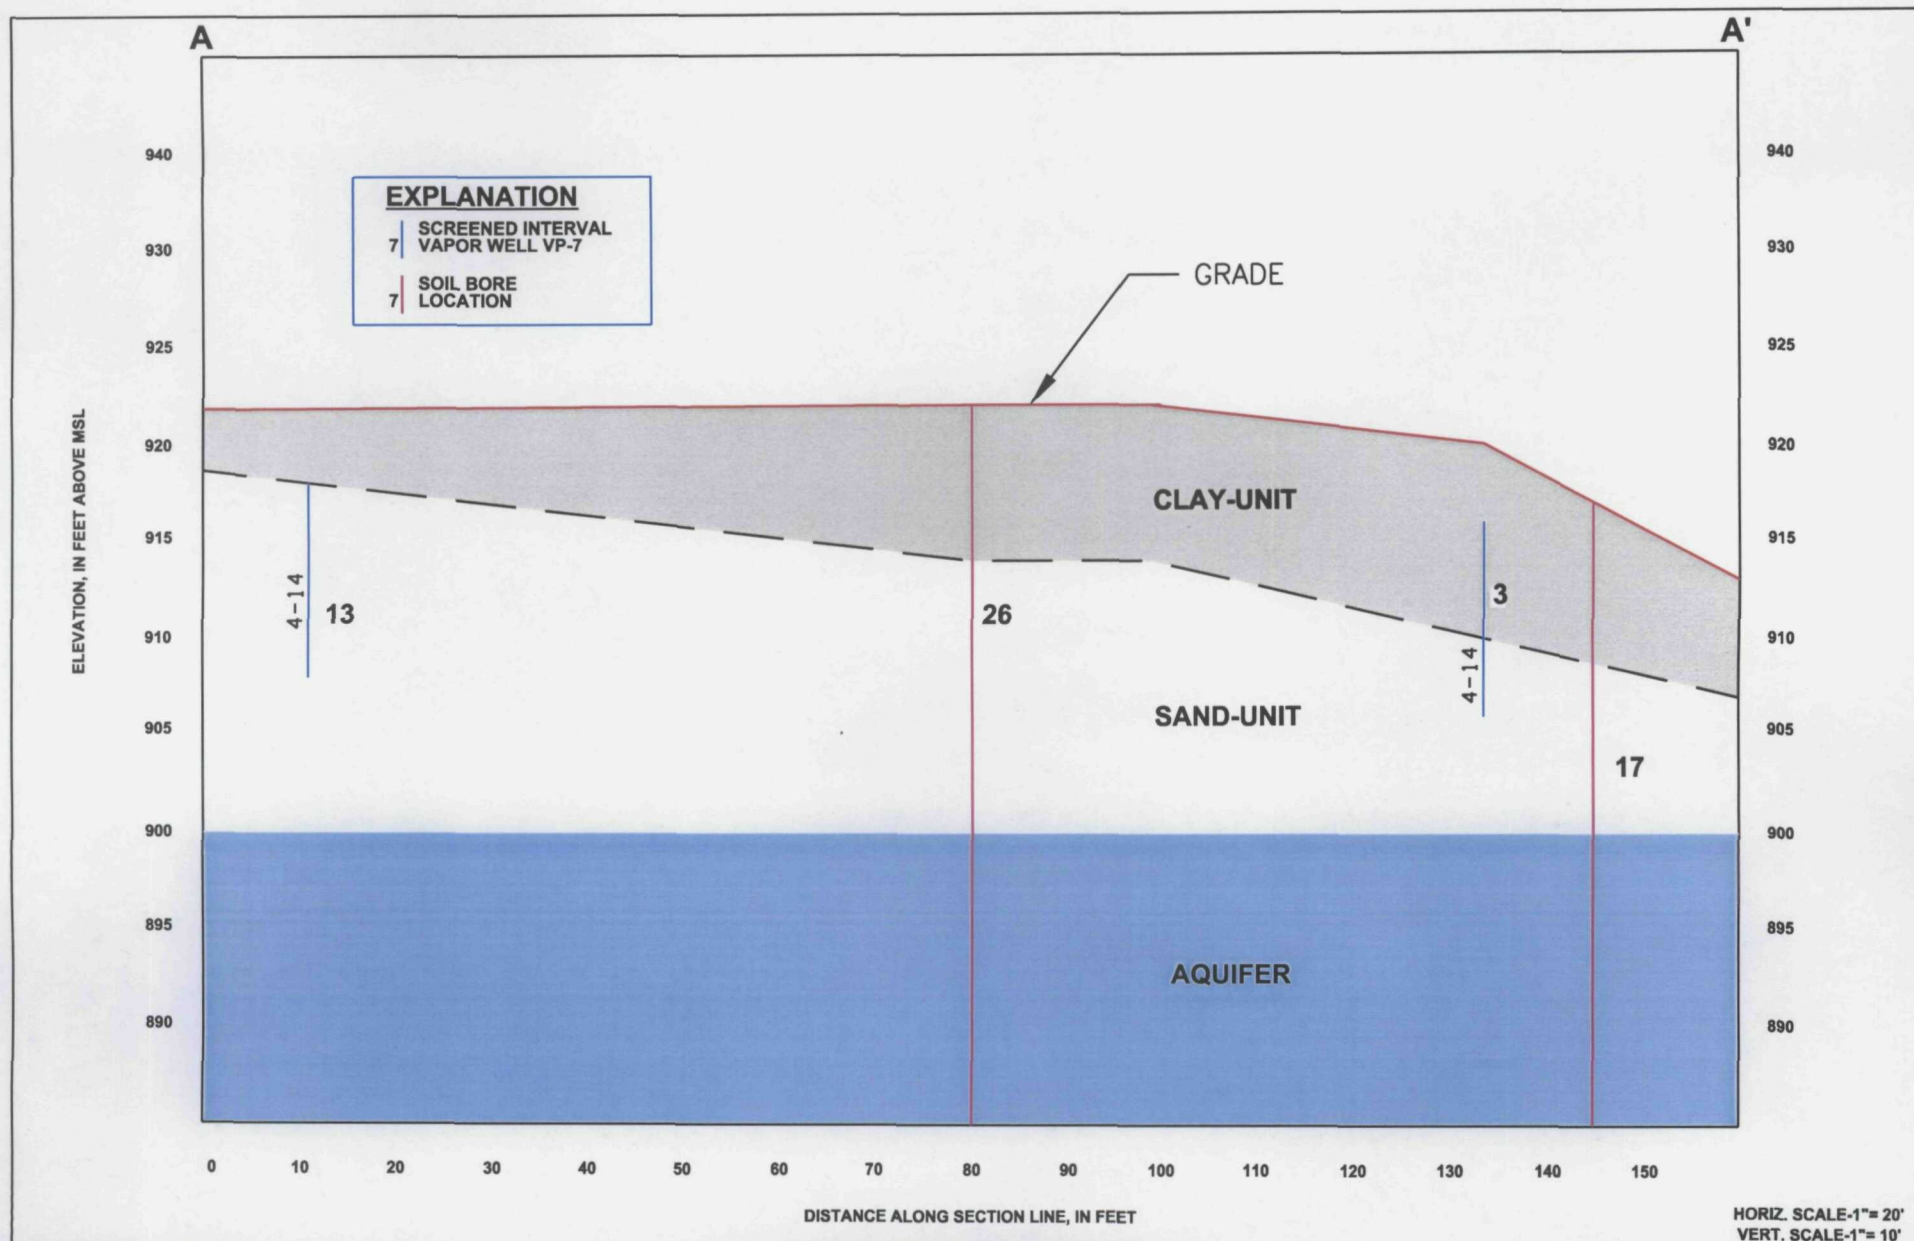 A
A'
940
940
EXPLANATION
7 SCREENED INTERVAL
VAPOR WELL VP-7
7 SOIL BORE
LOCATION
930
930
GRADE
925
925
ELEVATION, IN FEET ABOVE MSL
920
920
CLAY-UNIT
915
915
4-14
13
26
3
910
910
4-14
SAND-UNIT
905
905
17
900
900
895
895
AQUIFER
890
890
0 10 20 30 40 50 60 70 80 90 100 110 120 130 140 150
DISTANCE ALONG SECTION LINE, IN FEET
HORIZ. SCALE-1"= 20'
VERT. SCALE-1"= 10'